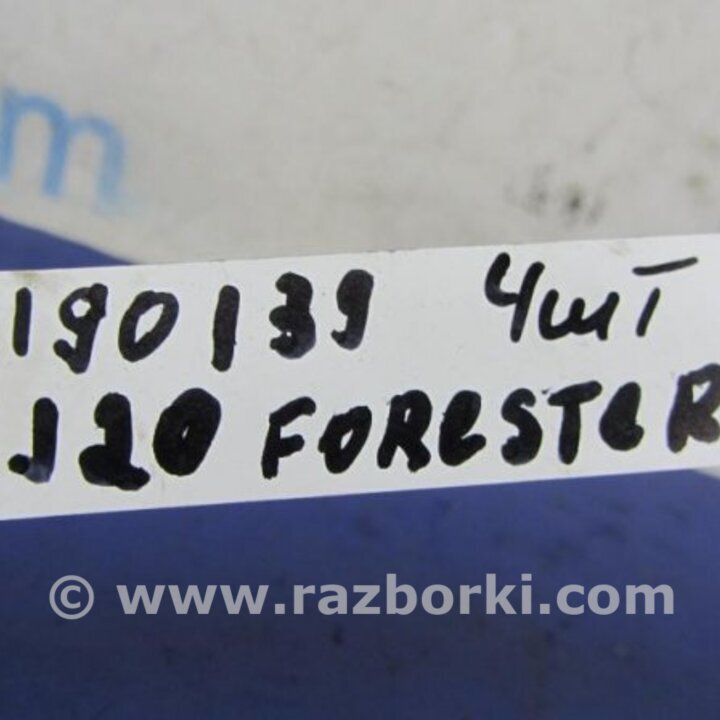 m
190139 4шт
J20 FORESTER
© www.razborki.com